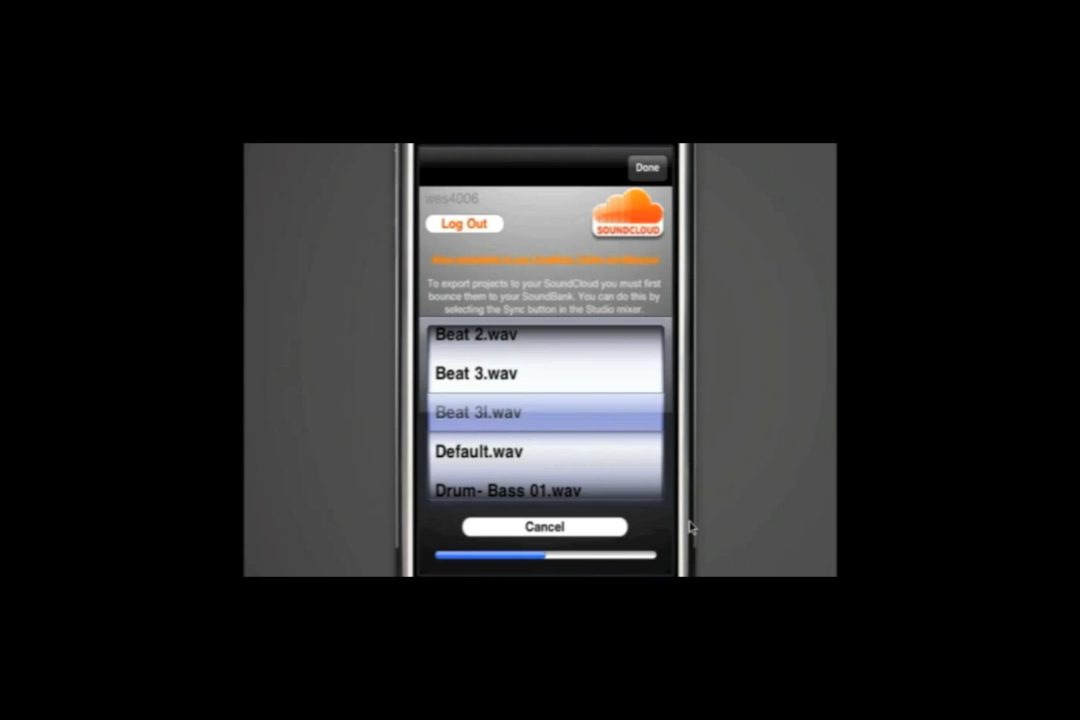 Done
wes4006
Log Out
SOUNDCLOUD
To export projects to your SoundCloud you must first
bounce them to your SoundBank. You can do this by
selecting the Sync button in the Studio mixer.
Beat 2.wav
Beat 3.wav
Beat 3I.wav
Default.wav
Drum- Bass 01.wav
Cancel